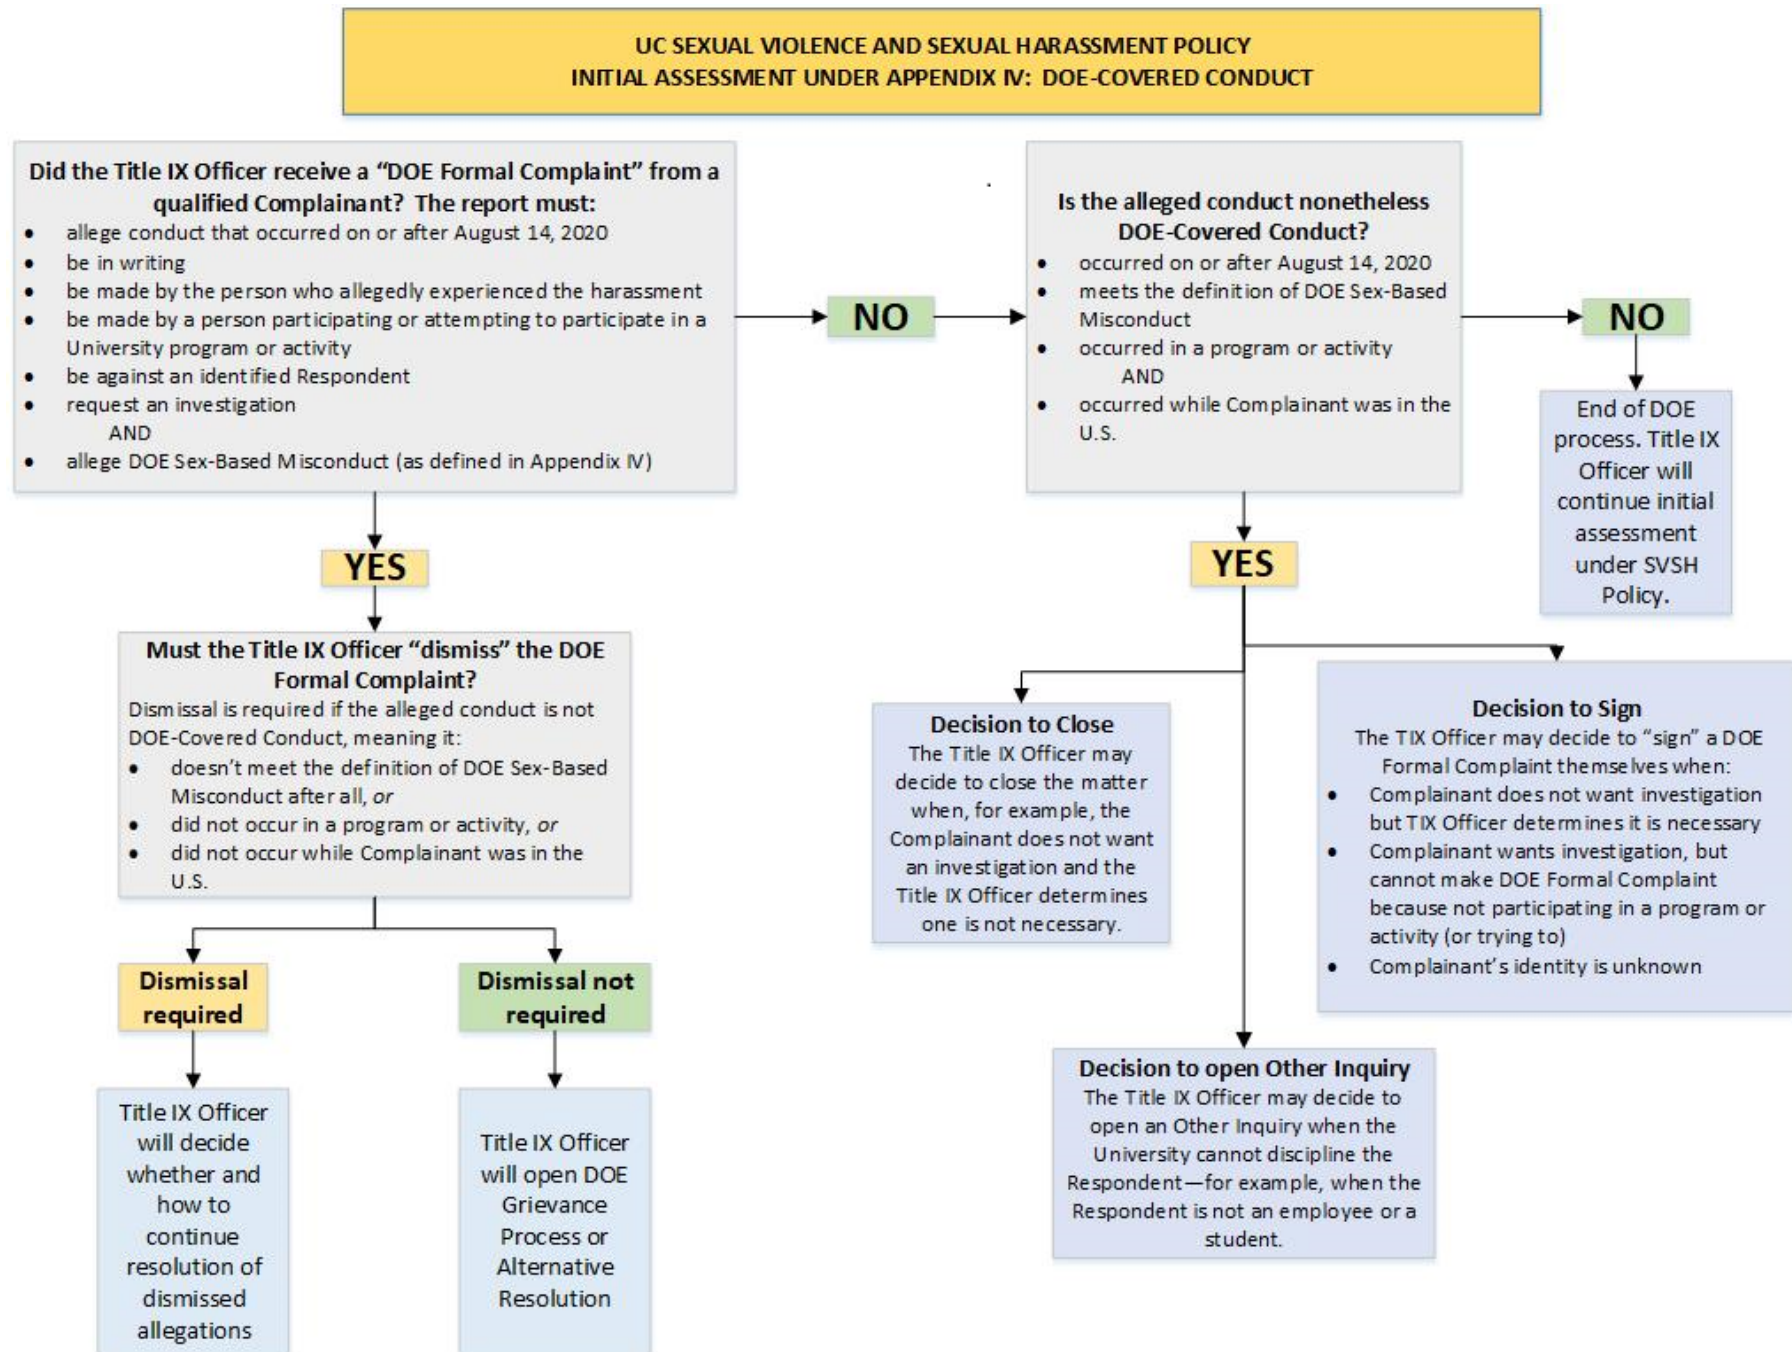 UC SEXUAL VIOLENCE AND SEXUAL HARASSMENT POLICY
INITIAL ASSESSMENT UNDER APPENDIX IV: DOE-COVERED CONDUCT
Did the Title IX Officer receive a “DOE Formal Complaint” from a
qualified Complainant? The report must:
• allege conduct that occurred on or after August 14, 2020
• be in writing
• be made by the person who allegedly experienced the harassment
• be made by a person participating or attempting to participate in a
University program or activity
• be against an identified Respondent
• request an investigation
AND
• allege DOE Sex-Based Misconduct (as defined in Appendix IV)
NO
Is the alleged conduct nonetheless
DOE-Covered Conduct?
• occurred on or after August 14, 2020
• meets the definition of DOE Sex-Based
Misconduct
• occurred in a program or activity
AND
• occurred while Complainant was in the
U.S.
NO
End of DOE
process. Title IX
Officer will
continue initial
assessment
under SVSH
Policy.
YES
Must the Title IX Officer “dismiss” the DOE
Formal Complaint?
Dismissal is required if the alleged conduct is not
DOE-Covered Conduct, meaning it:
• doesn’t meet the definition of DOE Sex-Based
Misconduct after all, or
• did not occur in a program or activity, or
• did not occur while Complainant was in the
U.S.
Dismissal
required
Dismissal not
required
Title IX Officer
will decide
whether and
how to
continue
resolution of
dismissed
allegations
Title IX Officer
will open DOE
Grievance
Process or
Alternative
Resolution
YES
Decision to Close
The Title IX Officer may
decide to close the matter
when, for example, the
Complainant does not want
an investigation and the
Title IX Officer determines
one is not necessary.
Decision to Sign
The TIX Officer may decide to “sign” a DOE
Formal Complaint themselves when:
• Complainant does not want investigation
but TIX Officer determines it is necessary
• Complainant wants investigation, but
cannot make DOE Formal Complaint
because not participating in a program or
activity (or trying to)
• Complainant’s identity is unknown
Decision to open Other Inquiry
The Title IX Officer may decide to
open an Other Inquiry when the
University cannot discipline the
Respondent—for example, when the
Respondent is not an employee or a
student.